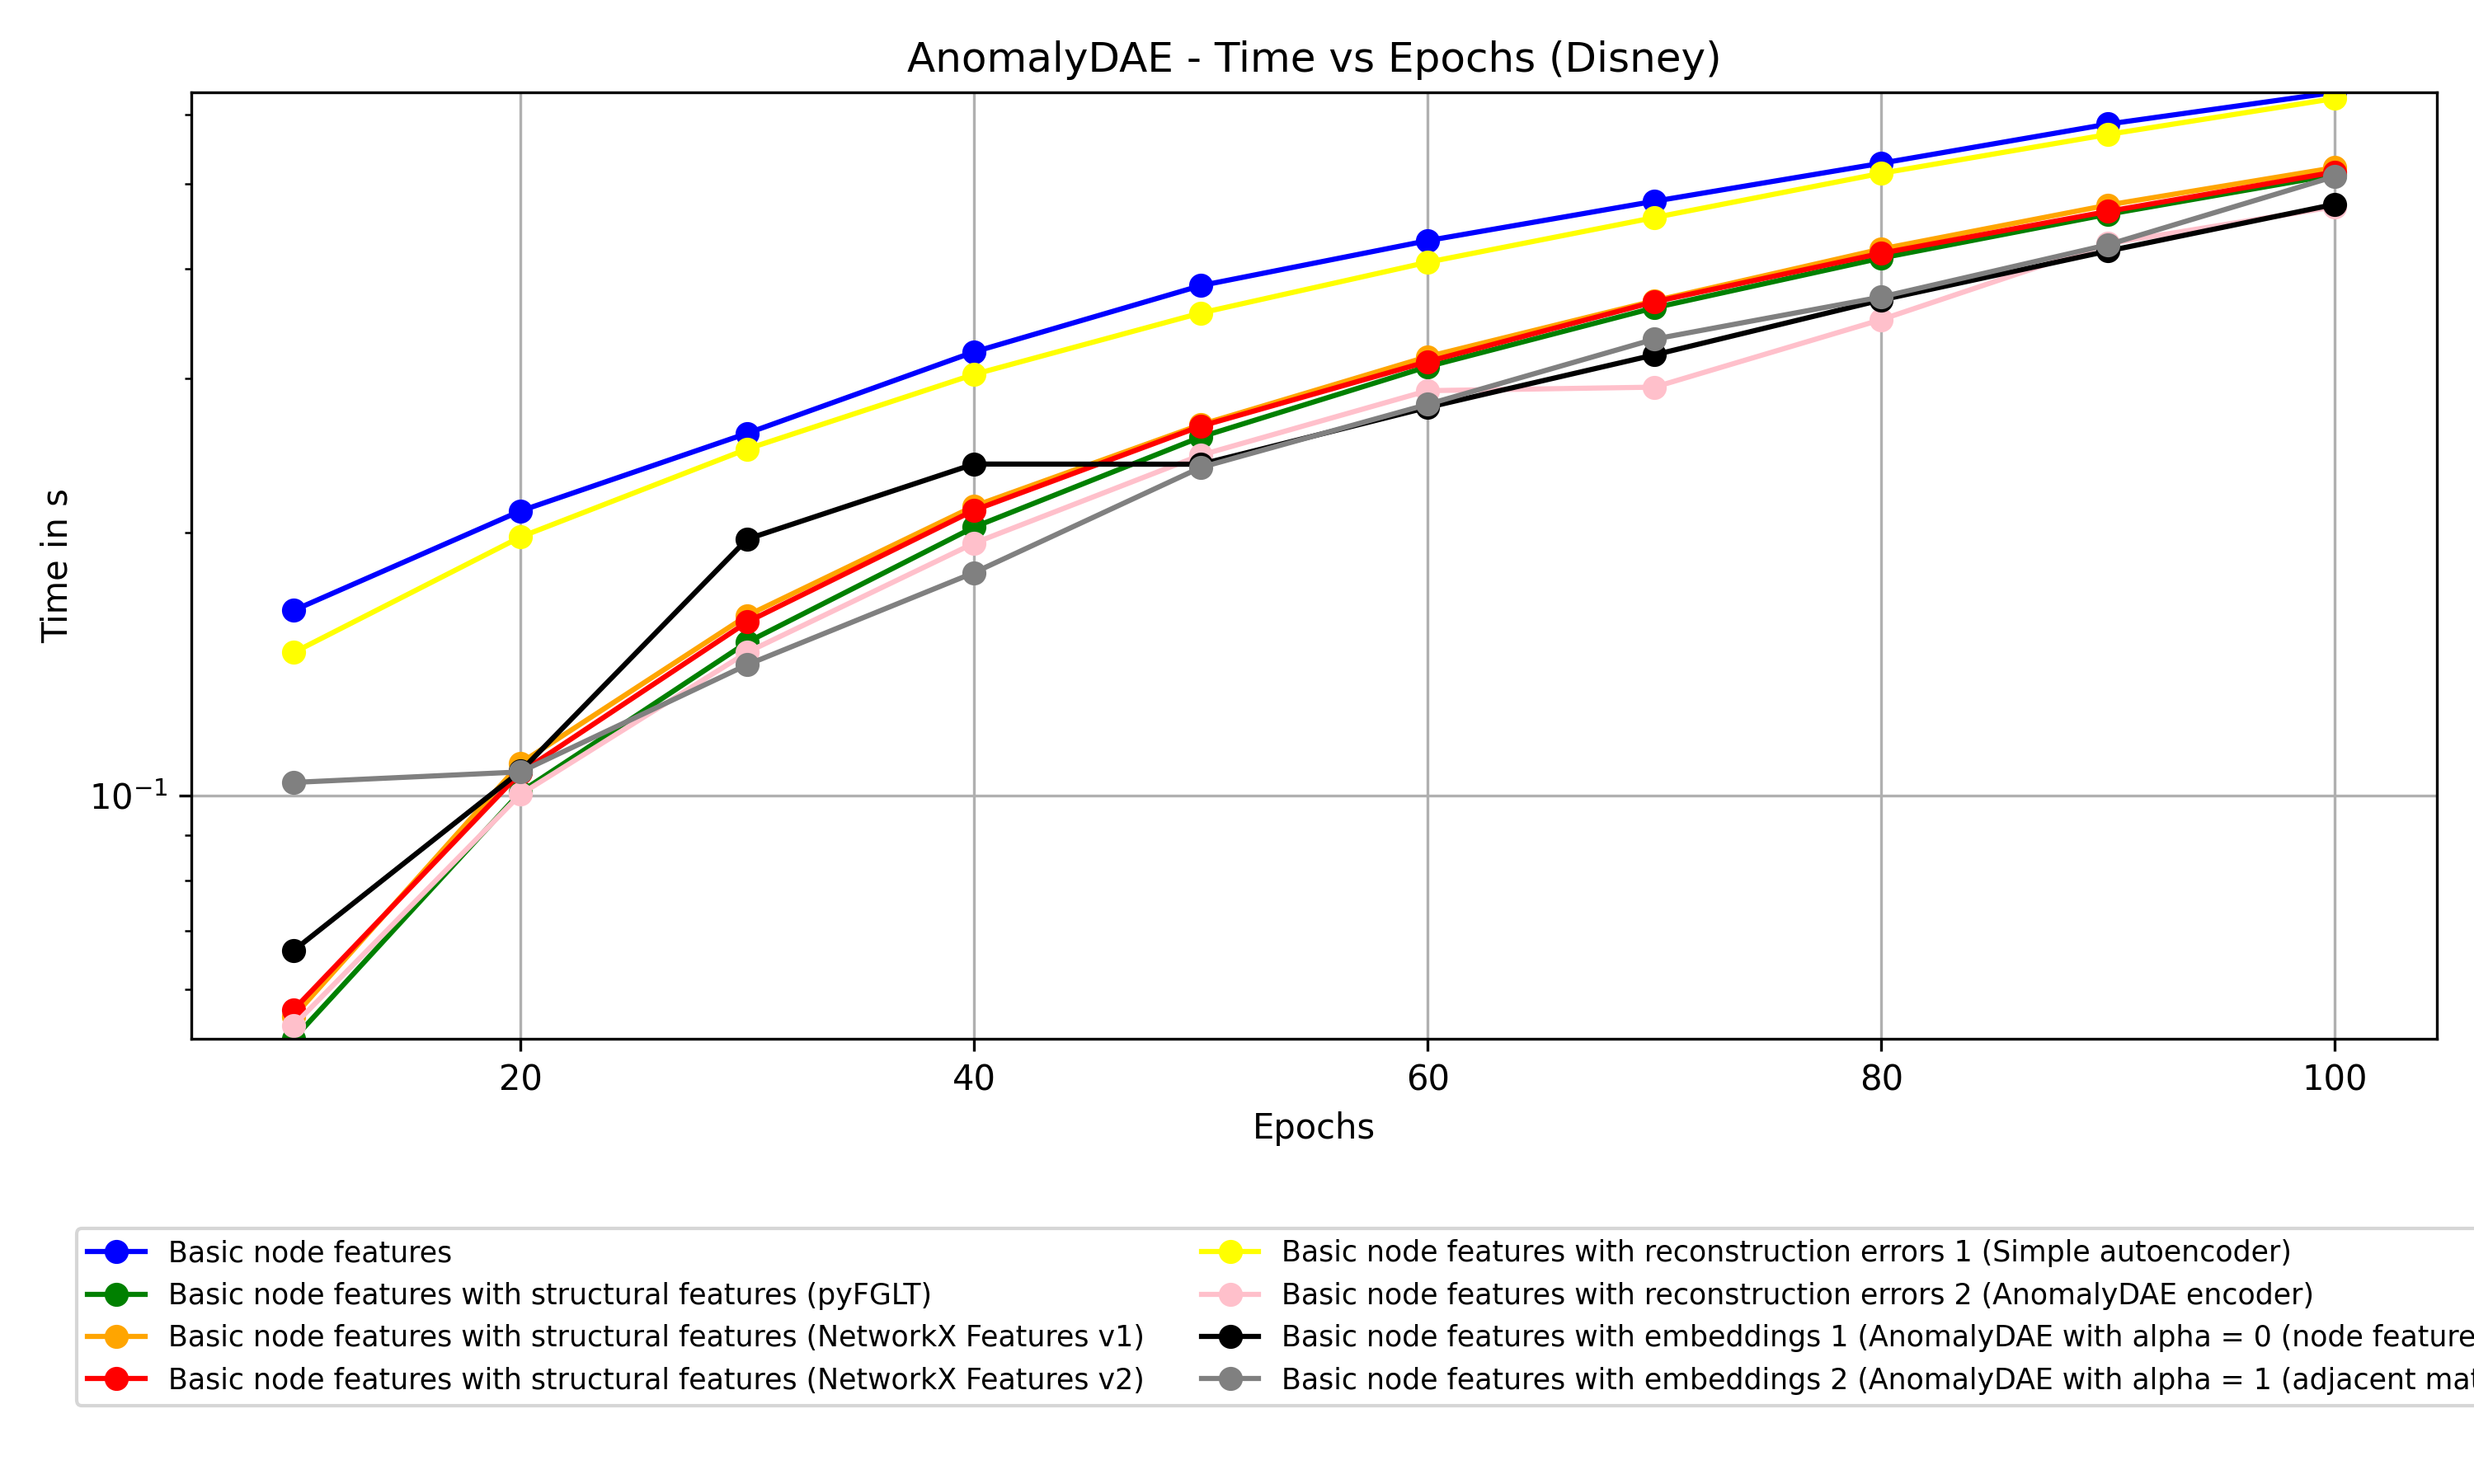 AnomalyDAE - Time vs Epochs (Disney)
Time in s
10⁻¹
20 40 60 80 100
Epochs
Basic node features
Basic node features with structural features (pyFGLT)
Basic node features with structural features (NetworkX Features v1)
Basic node features with structural features (NetworkX Features v2)
Basic node features with reconstruction errors 1 (Simple autoencoder)
Basic node features with reconstruction errors 2 (AnomalyDAE encoder)
Basic node features with embeddings 1 (AnomalyDAE with alpha = 0 (node feature
Basic node features with embeddings 2 (AnomalyDAE with alpha = 1 (adjacent